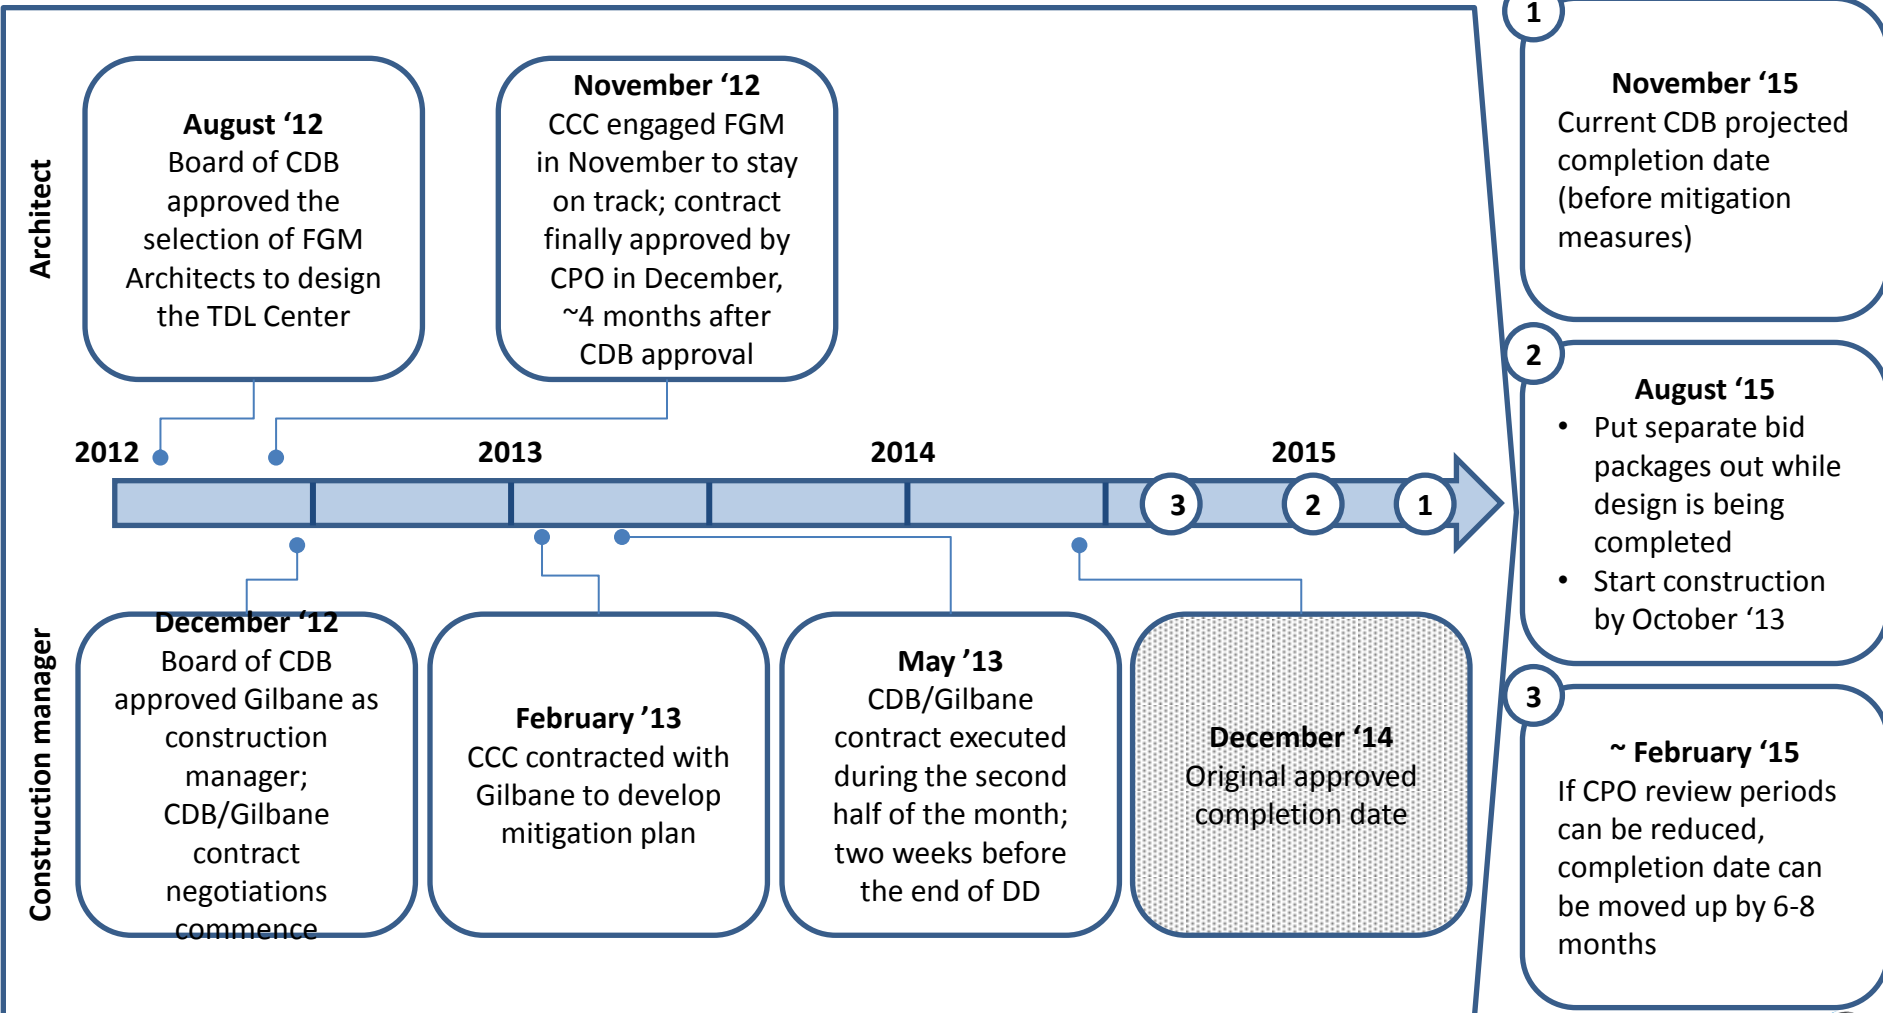 Architect
August ‘12
Board of CDB
approved the
selection of FGM
Architects to design
the TDL Center
November ‘12
CCC engaged FGM
in November to stay
on track; contract
finally approved by
CPO in December,
~4 months after
CDB approval
2012
2013
2014
2015
3
2
1
Construction manager
December ‘12
Board of CDB
approved Gilbane as
construction
manager;
CDB/Gilbane
contract
negotiations
commence
February ’13
CCC contracted with
Gilbane to develop
mitigation plan
May ’13
CDB/Gilbane
contract executed
during the second
half of the month;
two weeks before
the end of DD
December ‘14
Original approved
completion date
1
November ‘15
Current CDB projected
completion date
(before mitigation
measures)
2
August ‘15
• Put separate bid
packages out while
design is being
completed
• Start construction
by October ‘13
3
~ February ‘15
If CPO review periods
can be reduced,
completion date can
be moved up by 6-8
months